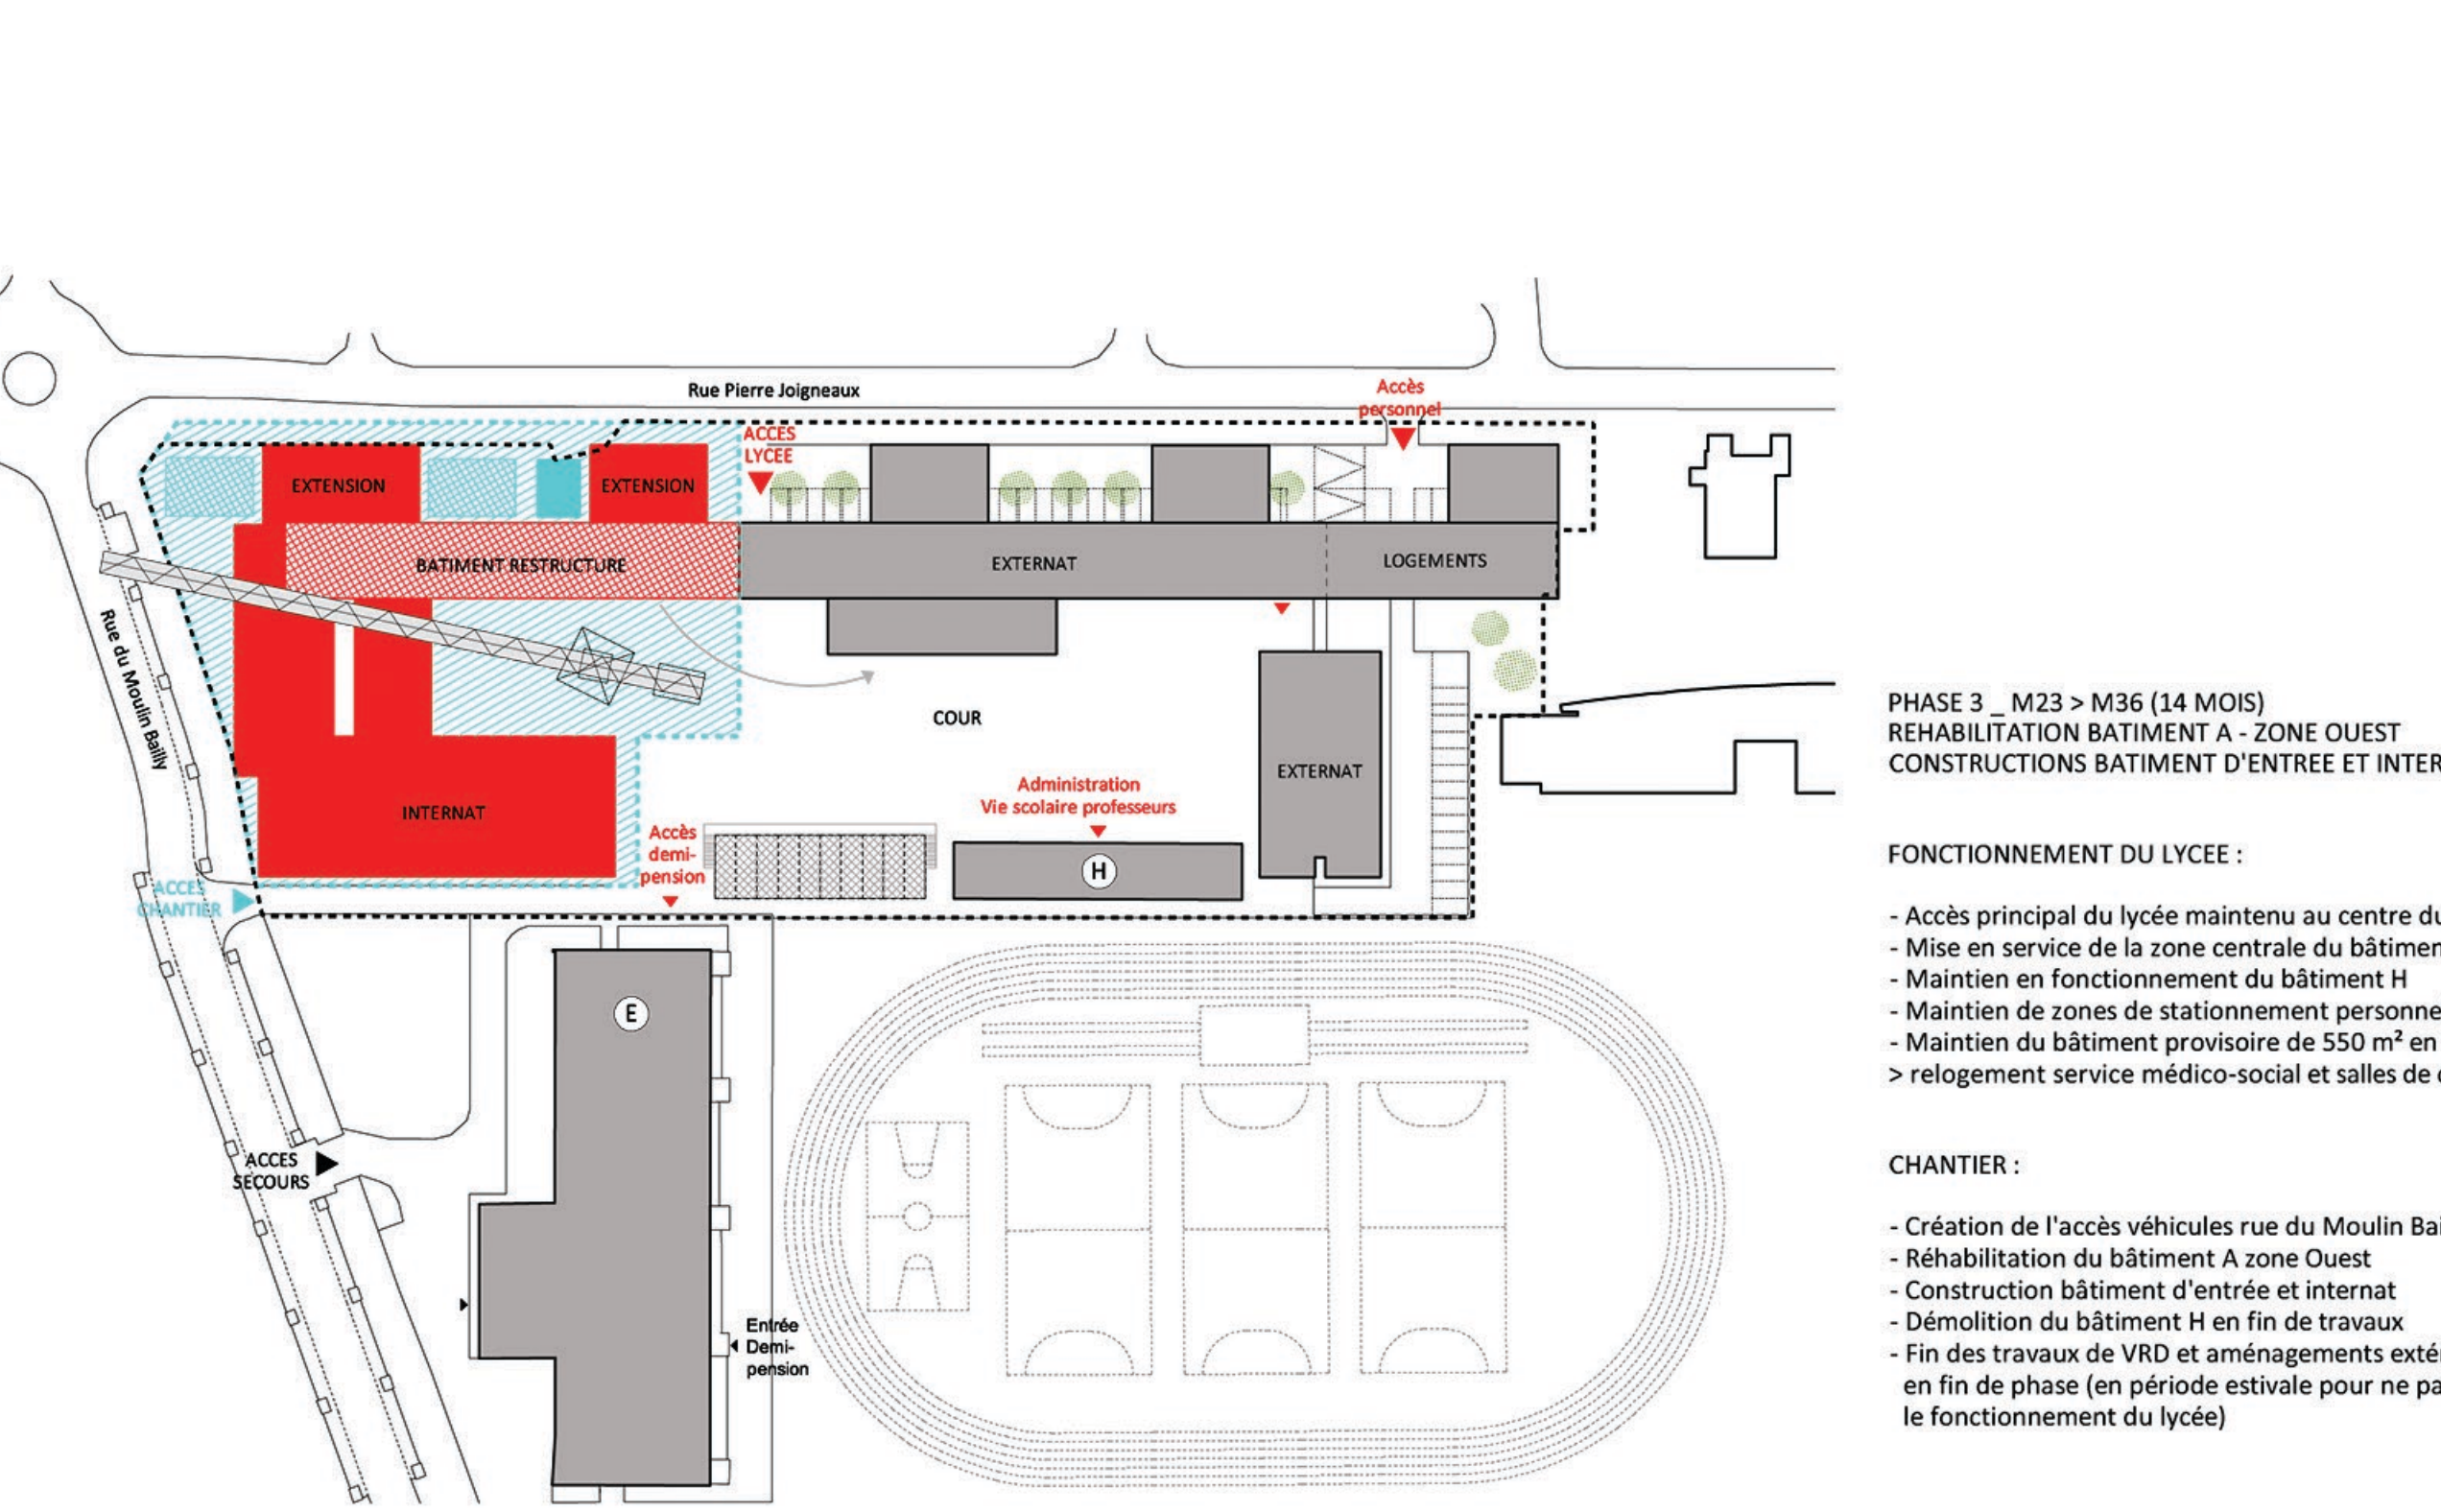 Rue Pierre Joigneaux
Accès
personnel
ACCES
LYCEE
EXTENSION
EXTENSION
BATIMENT RESTRUCTURE
EXTERNAT
LOGEMENTS
Rue du Moulin Bailly
COUR
EXTERNAT
INTERNAT
Administration
Vie scolaire professeurs
H
Accès
demi-
pension
ACCES
CHANTIER
E
ACCES
SECOURS
Entrée
Demi-
pension
PHASE 3 _ M23 > M36 (14 MOIS)
REHABILITATION BATIMENT A - ZONE OUEST
CONSTRUCTIONS BATIMENT D'ENTREE ET INTER
FONCTIONNEMENT DU LYCEE :
- Accès principal du lycée maintenu au centre du
- Mise en service de la zone centrale du bâtimen
- Maintien en fonctionnement du bâtiment H
- Maintien de zones de stationnement personne
- Maintien du bâtiment provisoire de 550 m² en
> relogement service médico-social et salles de
CHANTIER :
- Création de l'accès véhicules rue du Moulin Bai
- Réhabilitation du bâtiment A zone Ouest
- Construction bâtiment d'entrée et internat
- Démolition du bâtiment H en fin de travaux
- Fin des travaux de VRD et aménagements exté
en fin de phase (en période estivale pour ne pa
le fonctionnement du lycée)